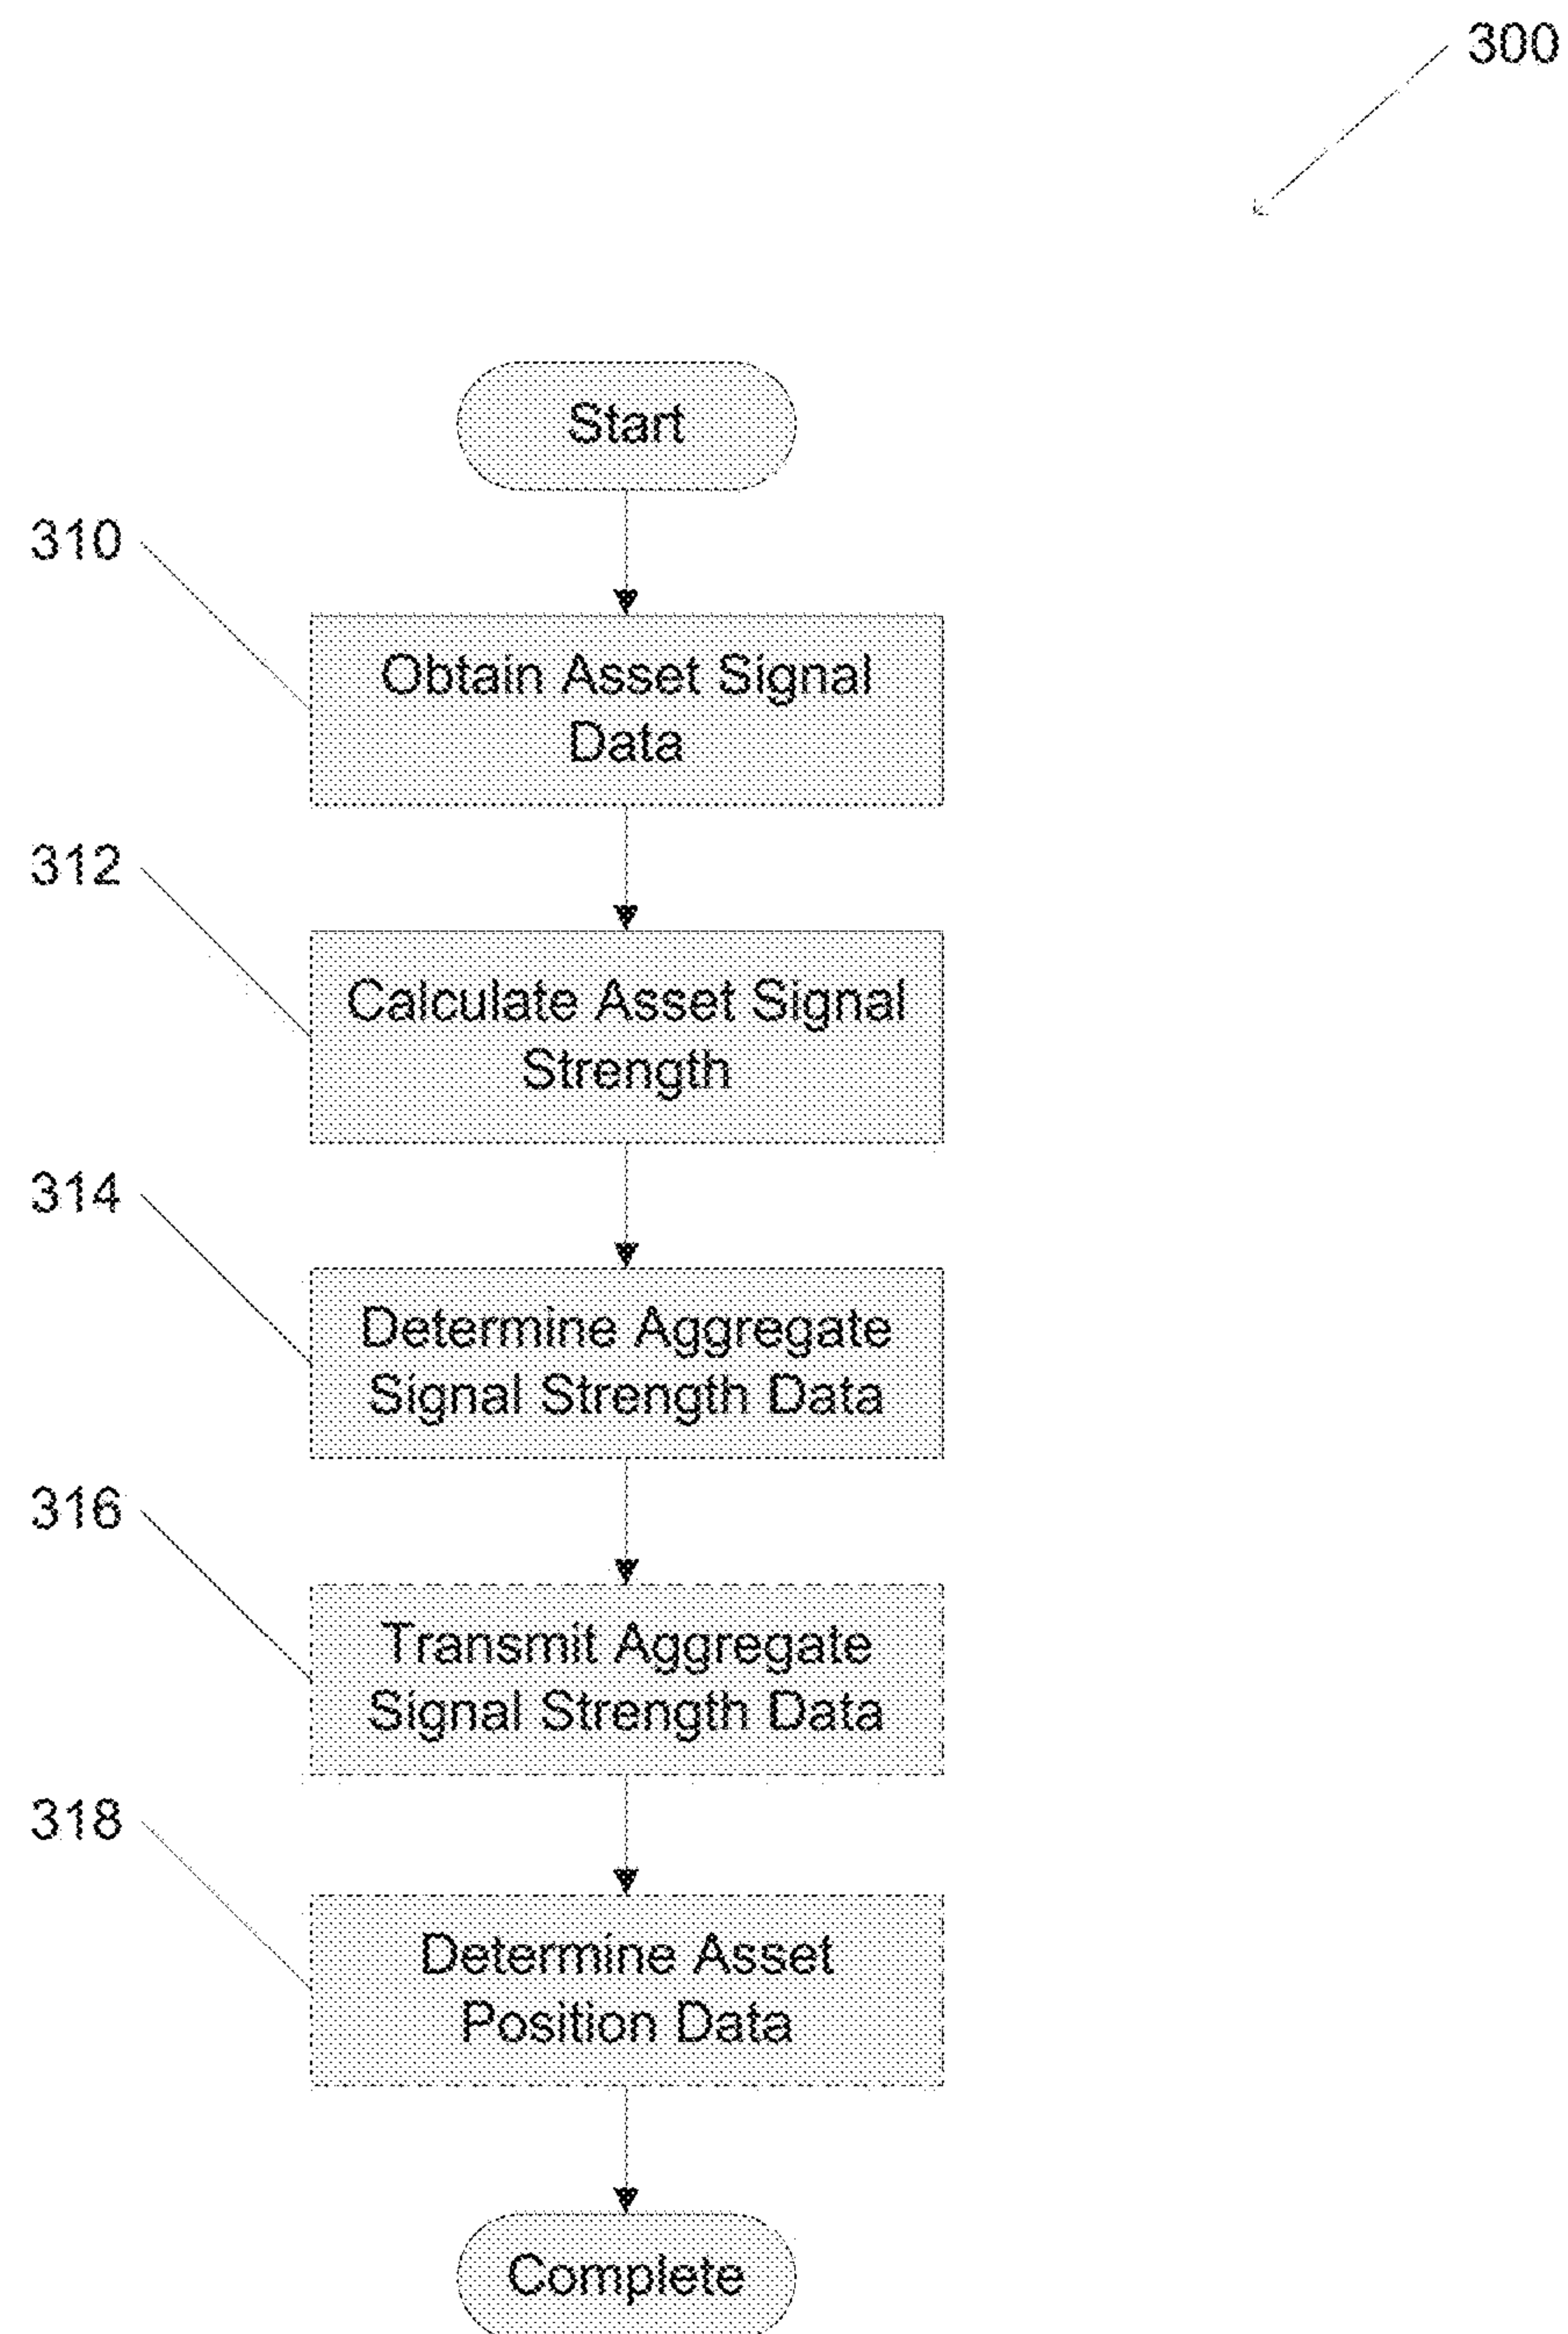 300
Start
310
Obtain Asset Signal
Data
312
Calculate Asset Signal
Strength
314
Determine Aggregate
Signal Strength Data
316
Transmit Aggregate
Signal Strength Data
318
Determine Asset
Position Data
Complete